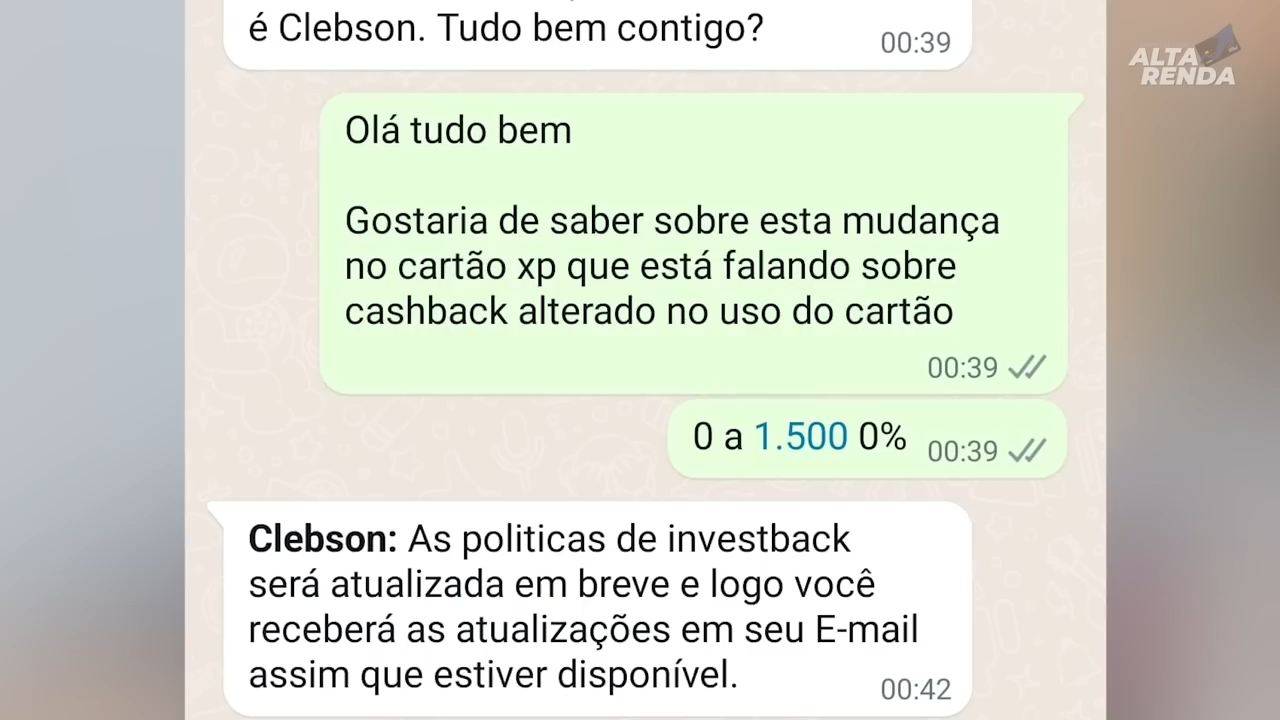 é Clebson. Tudo bem contigo?
00:39
ALTA
RENDA
Olá tudo bem
Gostaria de saber sobre esta mudança
no cartão xp que está falando sobre
cashback alterado no uso do cartão
00:39
0 a 1.500 0%
00:39
Clebson: As politicas de investback
será atualizada em breve e logo você
receberá as atualizações em seu E-mail
assim que estiver disponível.
00:42